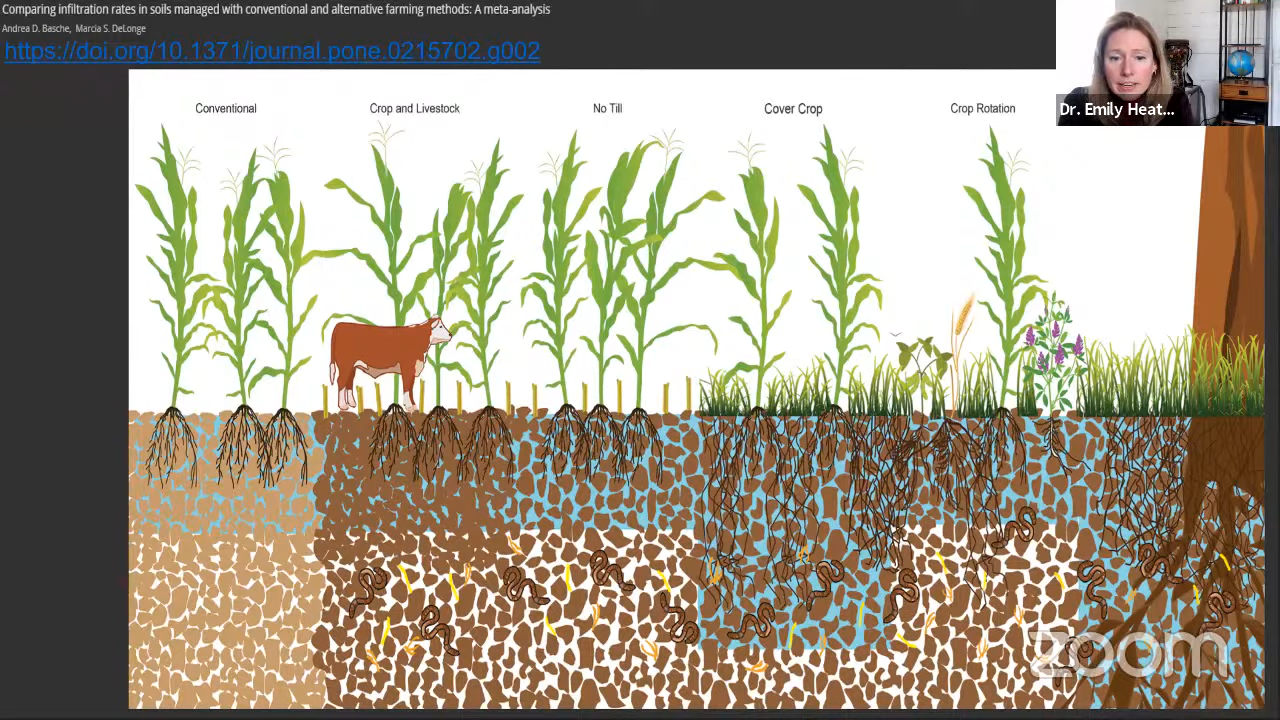 Comparing infiltration rates in soils managed with conventional and alternative farming methods: A meta-analysis
Andrea D. Basche, Marcia S. DeLonge
https://doi.org/10.1371/journal.pone.0215702.g002
Dr. Emily Heat...
Conventional
Crop and Livestock
No Till
Cover Crop
Crop Rotation
zoom